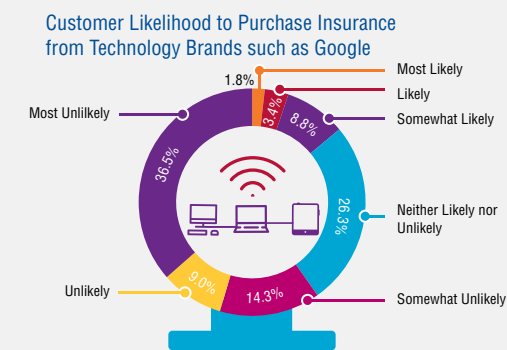 Customer Likelihood to Purchase Insurance
from Technology Brands such as Google
1.8%
Most Likely
3.4%
Likely
8.8%
Somewhat Likely
Most Unlilkely
36.5%
26.3%
Neither Likely nor
Unlikely
Unlikely
9.0%
14.3%
Somewhat Unlikely